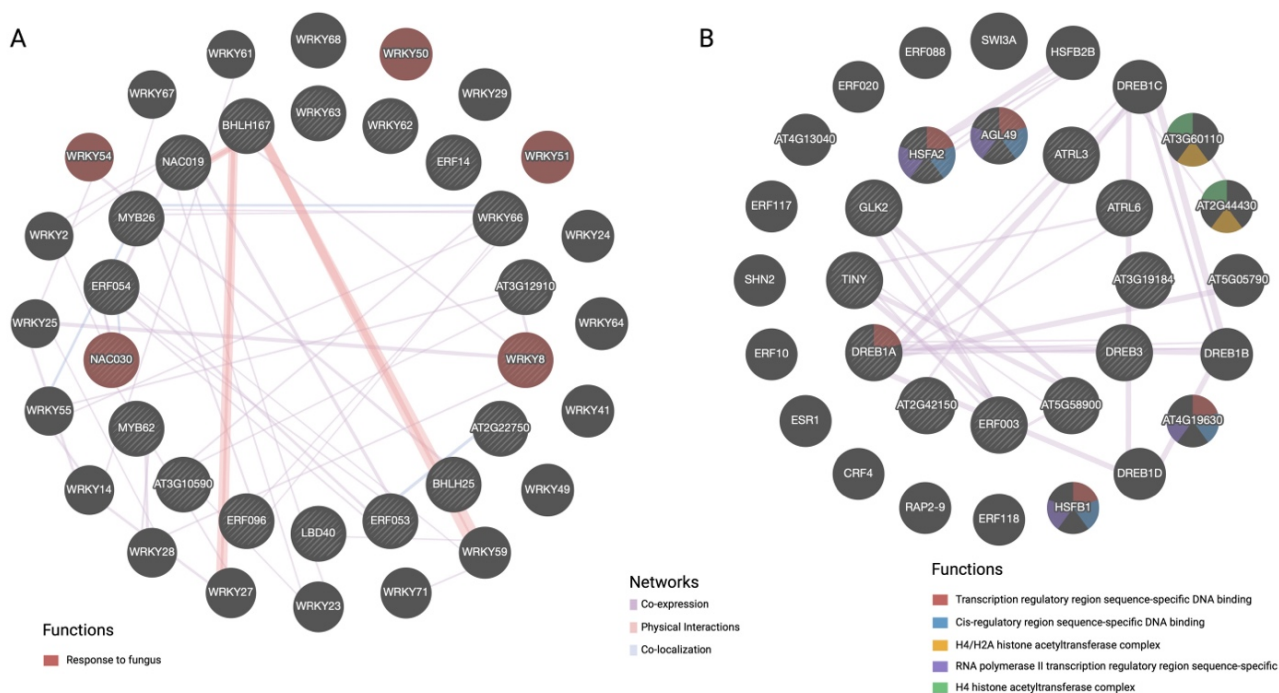 A
WRKY68
WRKY50
WRKY61
WRKY29
WRKY67
WRKY63
WRKY62
BHLH167
WRKY54
NAC019
ERF14
WRKY51
WRKY2
MYB26
WRKY66
WRKY24
ERF054
AT3G12910
WRKY25
WRKY64
NAC030
WRKY8
WRKY55
MYB62
AT2G22750
WRKY41
WRKY14
AT3G10590
BHLH25
WRKY49
ERF096
LBD40
ERF053
WRKY28
WRKY59
WRKY27
WRKY23
WRKY71
Functions
Response to fungus
Networks
Co-expression
Physical Interactions
Co-localization
B
SWI3A
ERF088
HSFB2B
ERF020
DREB1C
AT4G13040
HSFA2
AGL49
ATRL3
AT3G60110
ERF117
GLK2
ATRL6
AT2G44430
SHN2
TINY
AT3G19184
AT5G05790
ERF10
DREB1A
DREB3
DREB1B
ESR1
AT2G42150
ERF003
AT5G58900
AT4G19630
CRF4
DREB1D
RAP2-9
ERF118
HSFB1
Functions
Transcription regulatory region sequence-specific DNA binding
Cis-regulatory region sequence-specific DNA binding
H4/H2A histone acetyltransferase complex
RNA polymerase II transcription regulatory region sequence-specific
H4 histone acetyltransferase complex